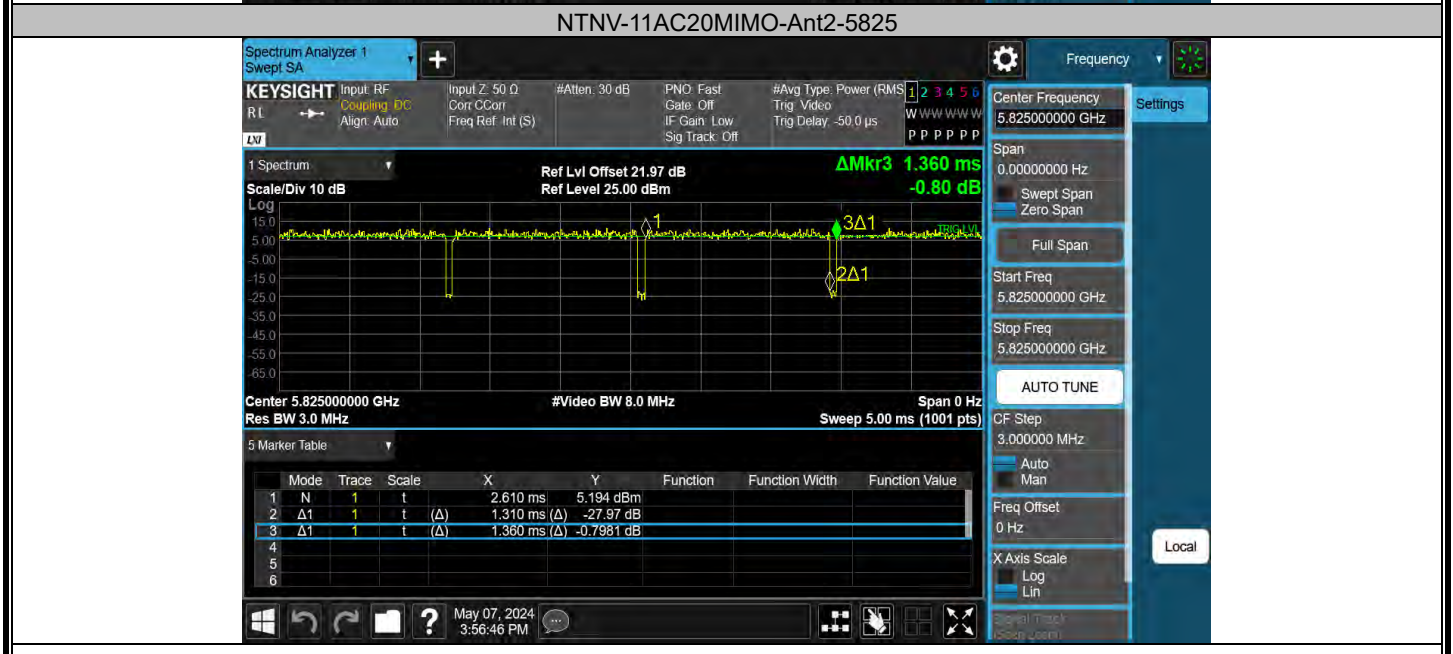 NTNV-11AC20MIMO-Ant2-5825
Spectrum Analyzer 1
Swept SA
+
Frequency
KEYSIGHT Input: RF Input Z: 50 Ω #Atten: 30 dB PNO: Fast #Avg Type: Power (RMS 1 2 3 4 5 6
RL Coupling: DC Corr CCorr Gate: Off Trig: Video W W W W W W
Align: Auto Freq Ref: Int (S) IF Gain: Low Trig Delay: -50.0 µs
LXI Sig Track: Off P P P P P P
Center Frequency
5.825000000 GHz
Settings
1 Spectrum
Ref Lvl Offset 21.97 dB
ΔMkr3 1.360 ms
Scale/Div 10 dB
Ref Level 25.00 dBm
-0.80 dB
Log
15.0
5.00
-5.00
-15.0
-25.0
-35.0
-45.0
-55.0
-65.0
1
3Δ1
TRIG LVL
2Δ1
Center 5.825000000 GHz #Video BW 8.0 MHz Span 0 Hz
Res BW 3.0 MHz Sweep 5.00 ms (1001 pts)
Span
0.00000000 Hz
Swept Span
Zero Span
Full Span
Start Freq
5.825000000 GHz
Stop Freq
5.825000000 GHz
AUTO TUNE
CF Step
3.000000 MHz
Auto
Man
Freq Offset
0 Hz
X Axis Scale
Log
Lin
Signal Track
(Span Zoom)
Local
5 Marker Table
Mode Trace Scale X Y Function Function Width Function Value
1 N 1 t 2.610 ms 5.194 dBm
2 Δ1 1 t (Δ) 1.310 ms (Δ) -27.97 dB
3 Δ1 1 t (Δ) 1.360 ms (Δ) -0.7981 dB
4
5
6
?
May 07, 2024
3:56:46 PM